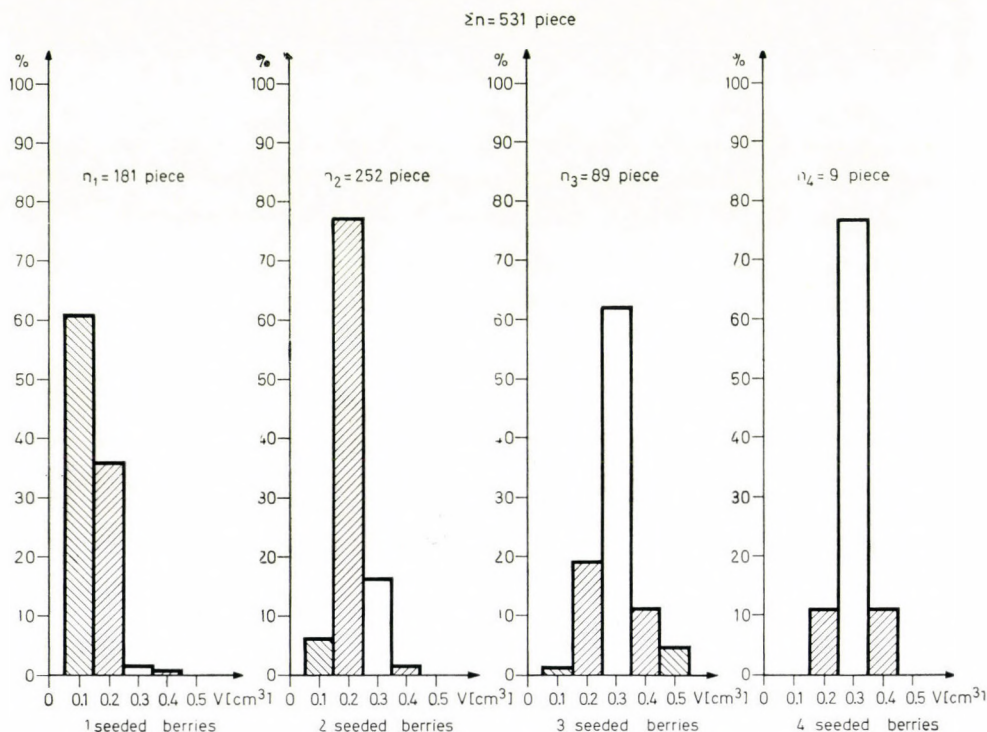 Σn=531 piece
% % % %
100 100 100 100
90 90 90 90
n1=181 piece n2=252 piece n3=89 piece n4=9 piece
80 80 80 80
70 70 70 70
60 60 60 60
50 50 50 50
40 40 40 40
30 30 30 30
20 20 20 20
10 10 10 10
0 0 0 0
0 0.1 0.2 0.3 0.4 0.5 V[cm3] 0 0.1 0.2 0.3 0.4 0.5 V[cm3] 0 0.1 0.2 0.3 0.4 0.5 V[cm3] 0 0.1 0.2 0.3 0.4 0.5 V[cm3]
1 seeded berries 2 seeded berries 3 seeded berries 4 seeded berries